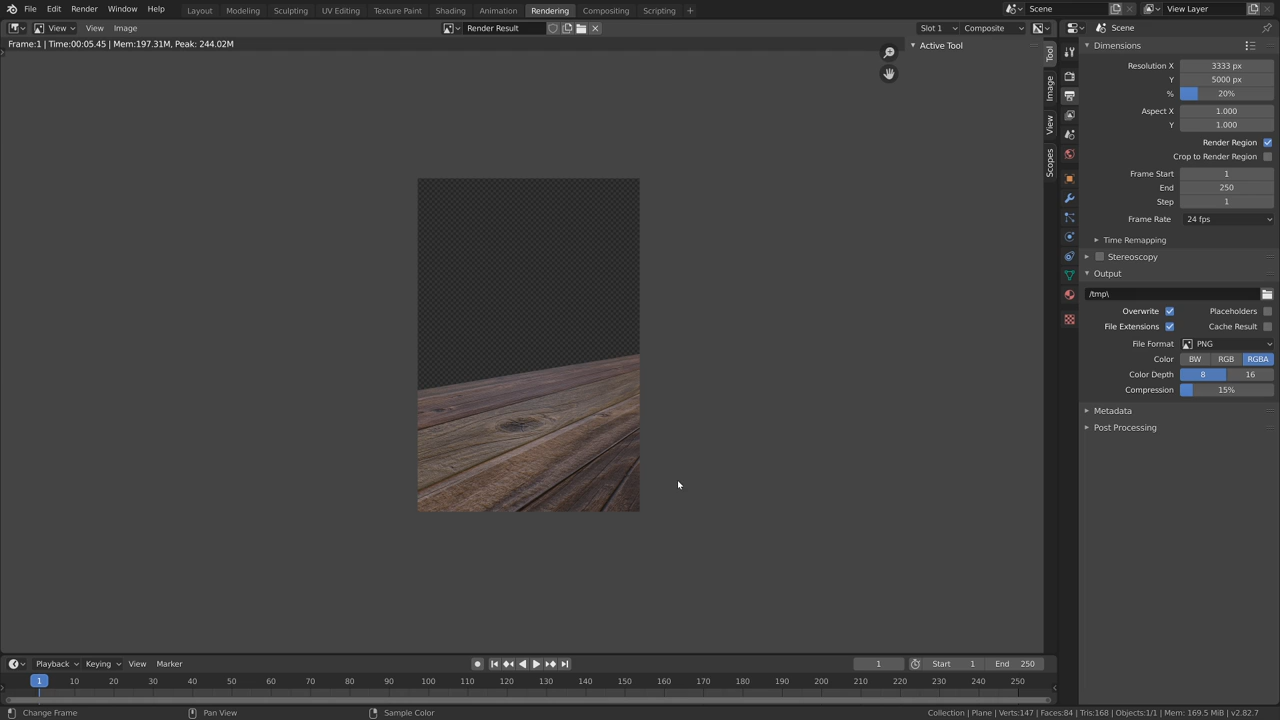 File Edit Render Window Help Layout Modeling Sculpting UV Editing Texture Paint Shading Animation Rendering Compositing Scripting + Scene View Layer
View View Image Render Result Slot 1 Composite Scene
Frame:1 | Time:00:05.45 | Mem:197.31M, Peak: 244.02M
Active Tool
Tool
Image
View
Scopes
Dimensions
Resolution X 3333 px
Y 5000 px
% 20%
Aspect X 1.000
Y 1.000
Render Region
Crop to Render Region
Frame Start 1
End 250
Step 1
Frame Rate 24 fps
Time Remapping
Stereoscopy
Output
/tmp\
Overwrite Placeholders
File Extensions Cache Result
File Format PNG
Color BW RGB RGBA
Color Depth 8 16
Compression 15%
Metadata
Post Processing
Playback Keying View Marker 1 Start 1 End 250
1 10 20 30 40 50 60 70 80 90 100 110 120 130 140 150 160 170 180 190 200 210 220 230 240 250
Change Frame Pan View Sample Color Collection | Plane | Verts:147 | Faces:84 | Tris:168 | Objects:1/1 | Mem: 169.5 MiB | v2.82.7